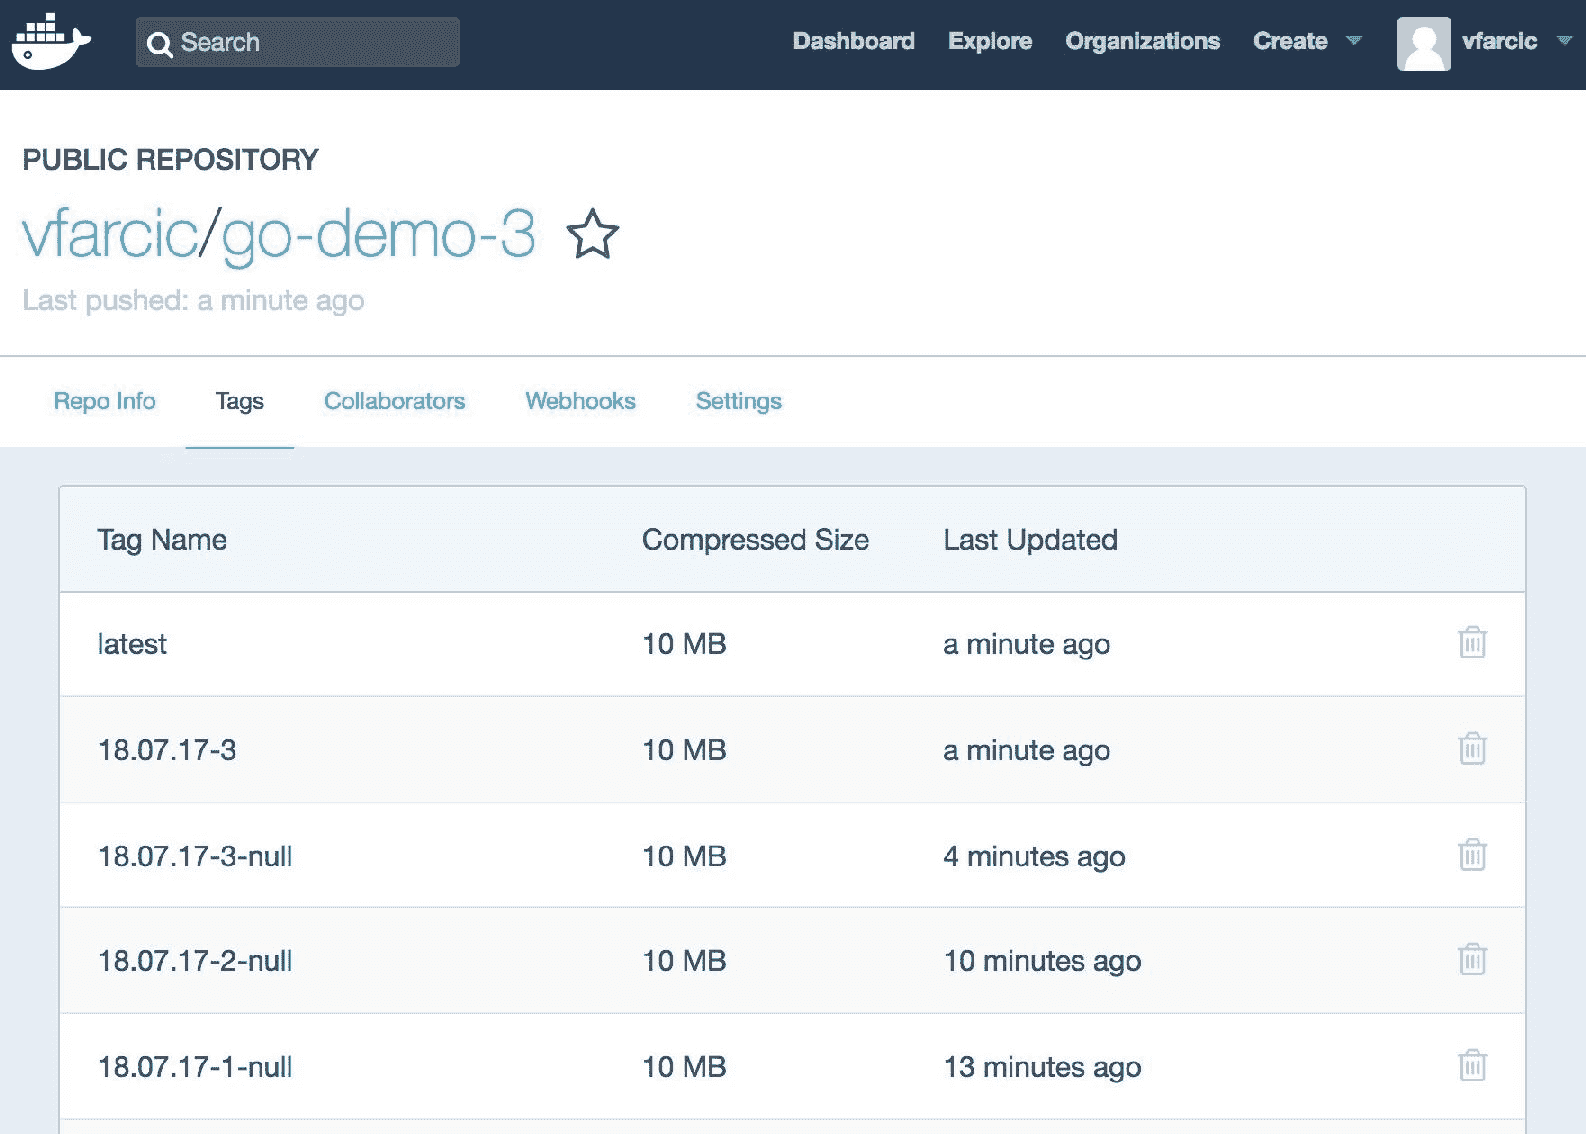 Search Dashboard Explore Organizations Create vfarcic
PUBLIC REPOSITORY
vfarcic/go-demo-3
Last pushed: a minute ago
Repo Info Tags Collaborators Webhooks Settings
Tag Name Compressed Size Last Updated
latest 10 MB a minute ago
18.07.17-3 10 MB a minute ago
18.07.17-3-null 10 MB 4 minutes ago
18.07.17-2-null 10 MB 10 minutes ago
18.07.17-1-null 10 MB 13 minutes ago